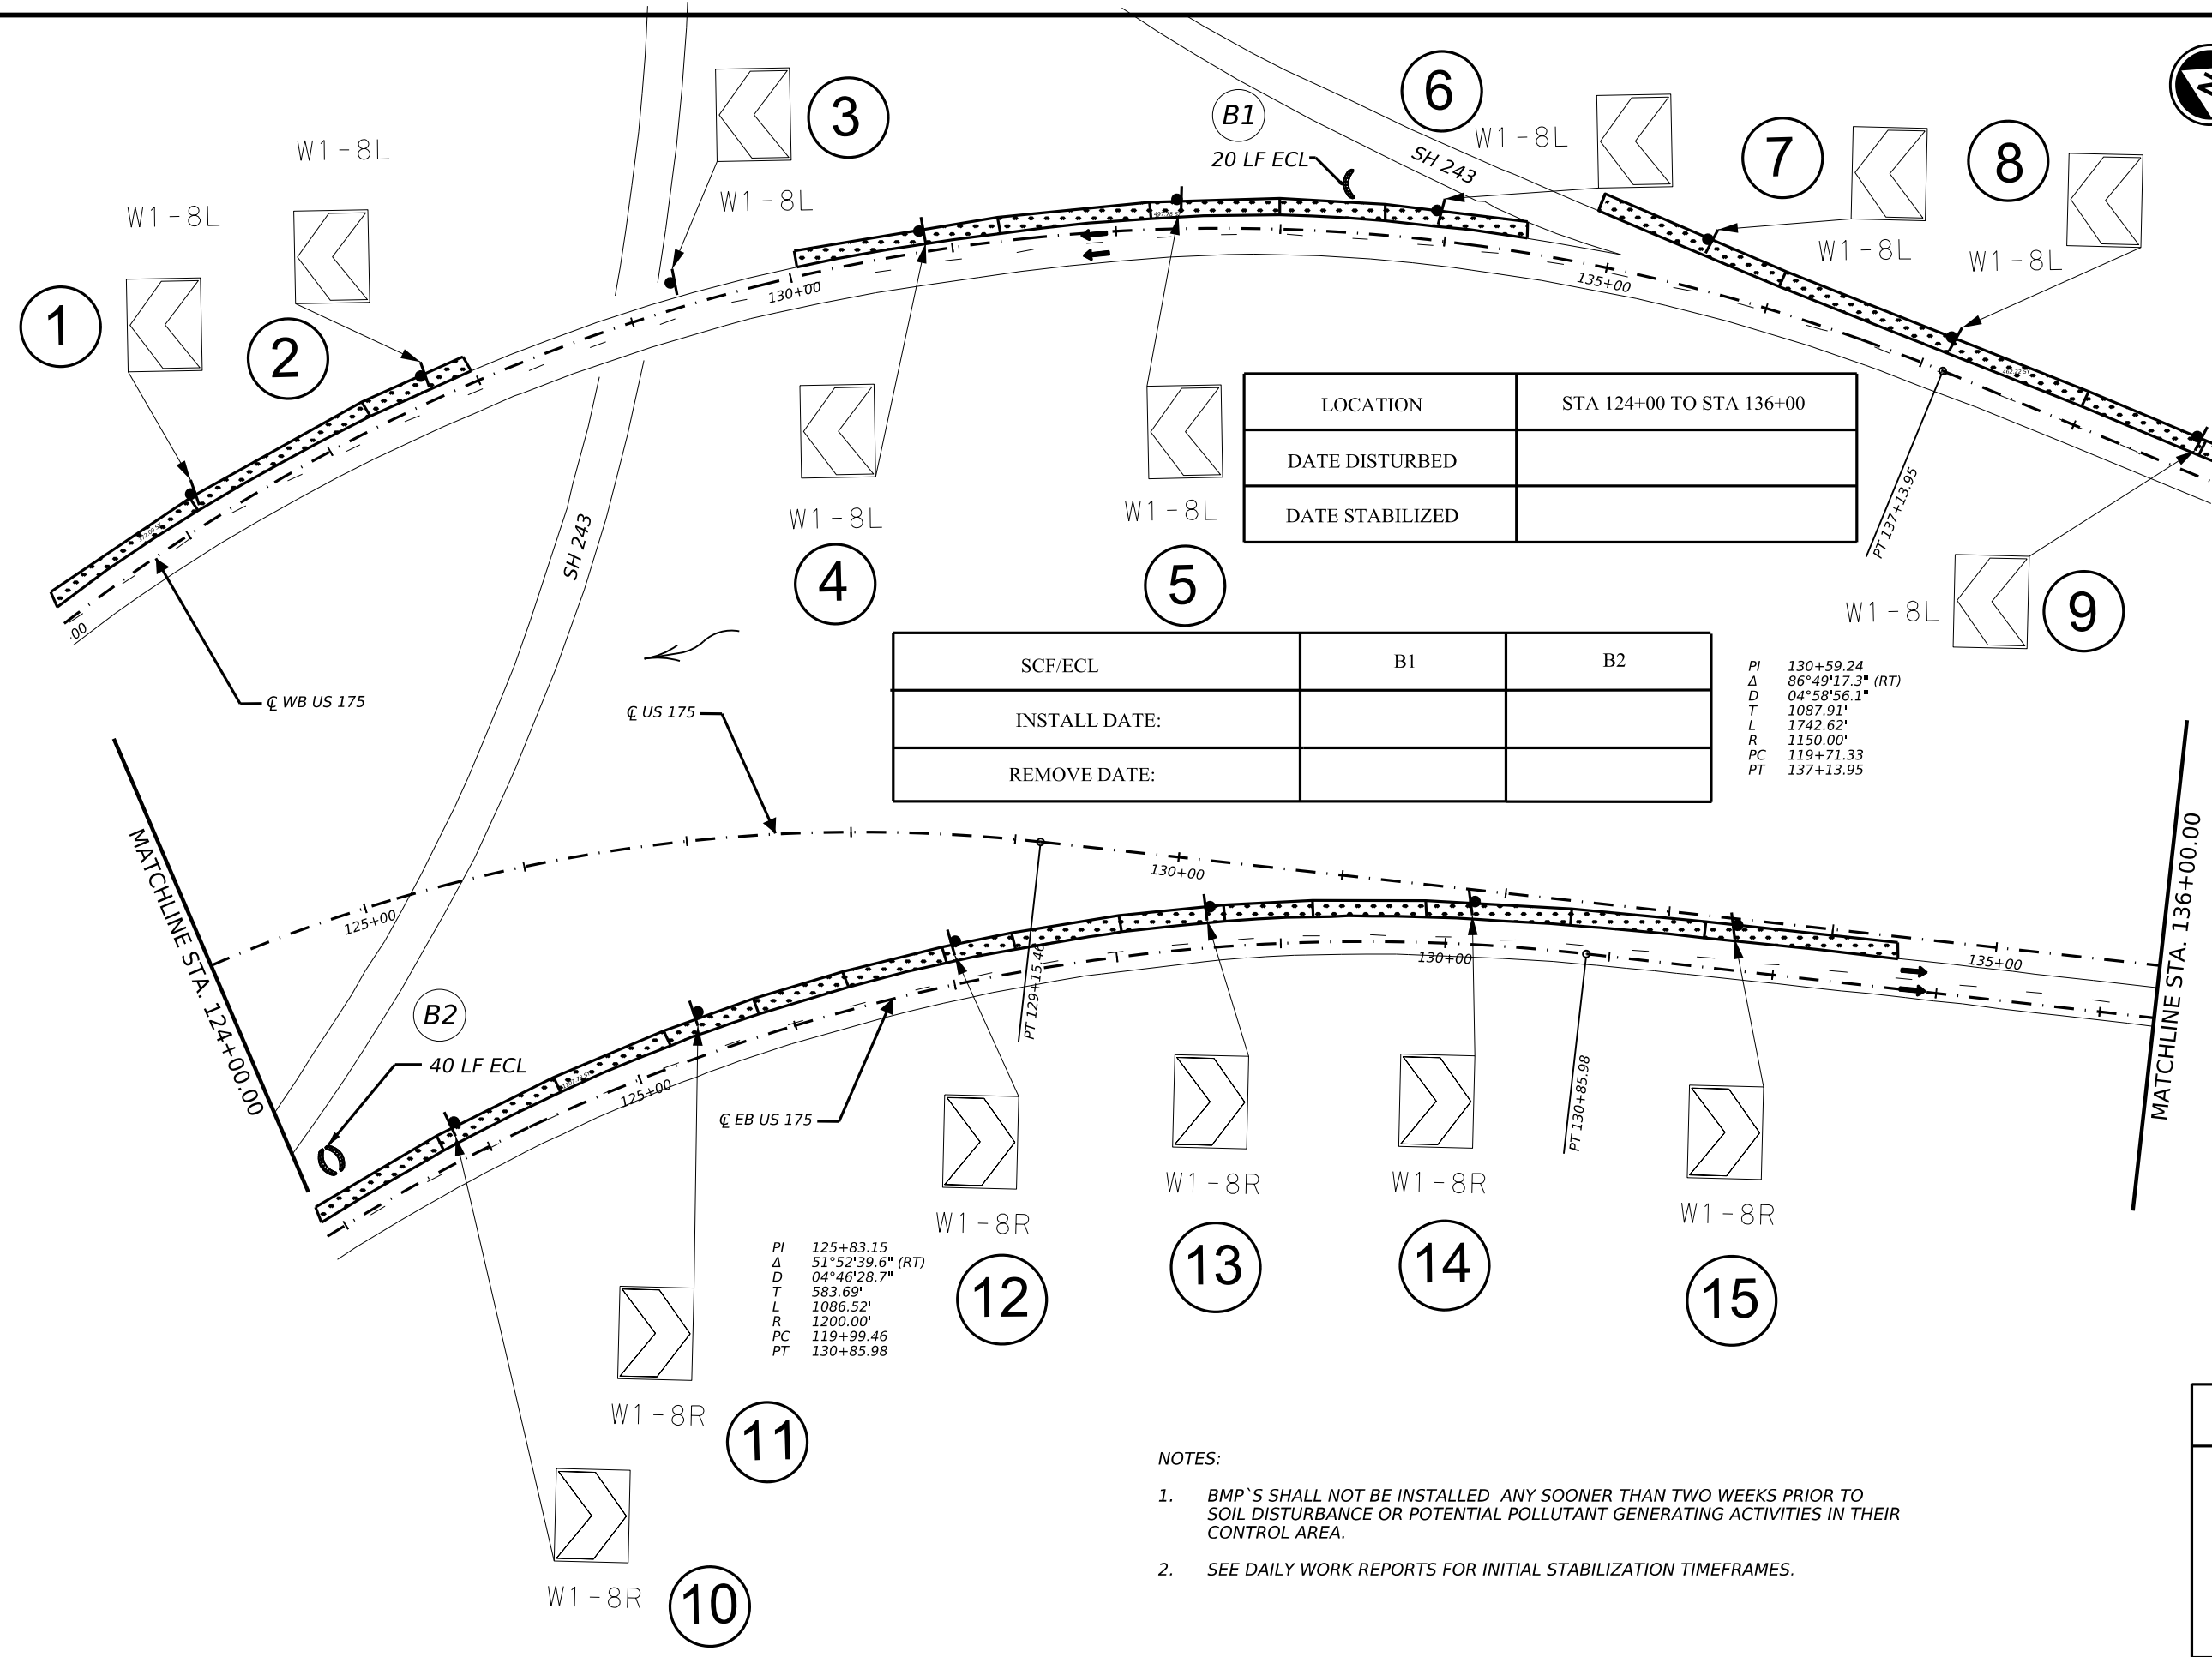 3
6
B1
W1-8L
7
8
W1-8L
20 LF ECL
SH 243
W1-8L
W1-8L
W1-8L
W1-8L
1
2
130+00
135+00
LOCATION	STA 124+00 TO STA 136+00
DATE DISTURBED
DATE STABILIZED
W1-8L
W1-8L
PT 137+13.95
SH 243
4
5
W1-8L
9
-00
℄ WB US 175
℄ US 175
SCF/ECL	B1	B2
INSTALL DATE:
REMOVE DATE:
PI 130+59.24
Δ 86°49'17.3" (RT)
D 04°58'56.1"
T 1087.91'
L 1742.62'
R 1150.00'
PC 119+71.33
PT 137+13.95
MATCHLINE STA. 124+00.00
MATCHLINE STA. 136+00.00
125+00
130+00
PT 129+15.46
130+00
135+00
B2
40 LF ECL
125+00
℄ EB US 175
PT 130+85.98
W1-8R
W1-8R
W1-8R
W1-8R
12
13
14
15
PI 125+83.15
Δ 51°52'39.6" (RT)
D 04°46'28.7"
T 583.69'
L 1086.52'
R 1200.00'
PC 119+99.46
PT 130+85.98
W1-8R
11
W1-8R
10
NOTES:
1. BMP`S SHALL NOT BE INSTALLED ANY SOONER THAN TWO WEEKS PRIOR TO
SOIL DISTURBANCE OR POTENTIAL POLLUTANT GENERATING ACTIVITIES IN THEIR
CONTROL AREA.
2. SEE DAILY WORK REPORTS FOR INITIAL STABILIZATION TIMEFRAMES.